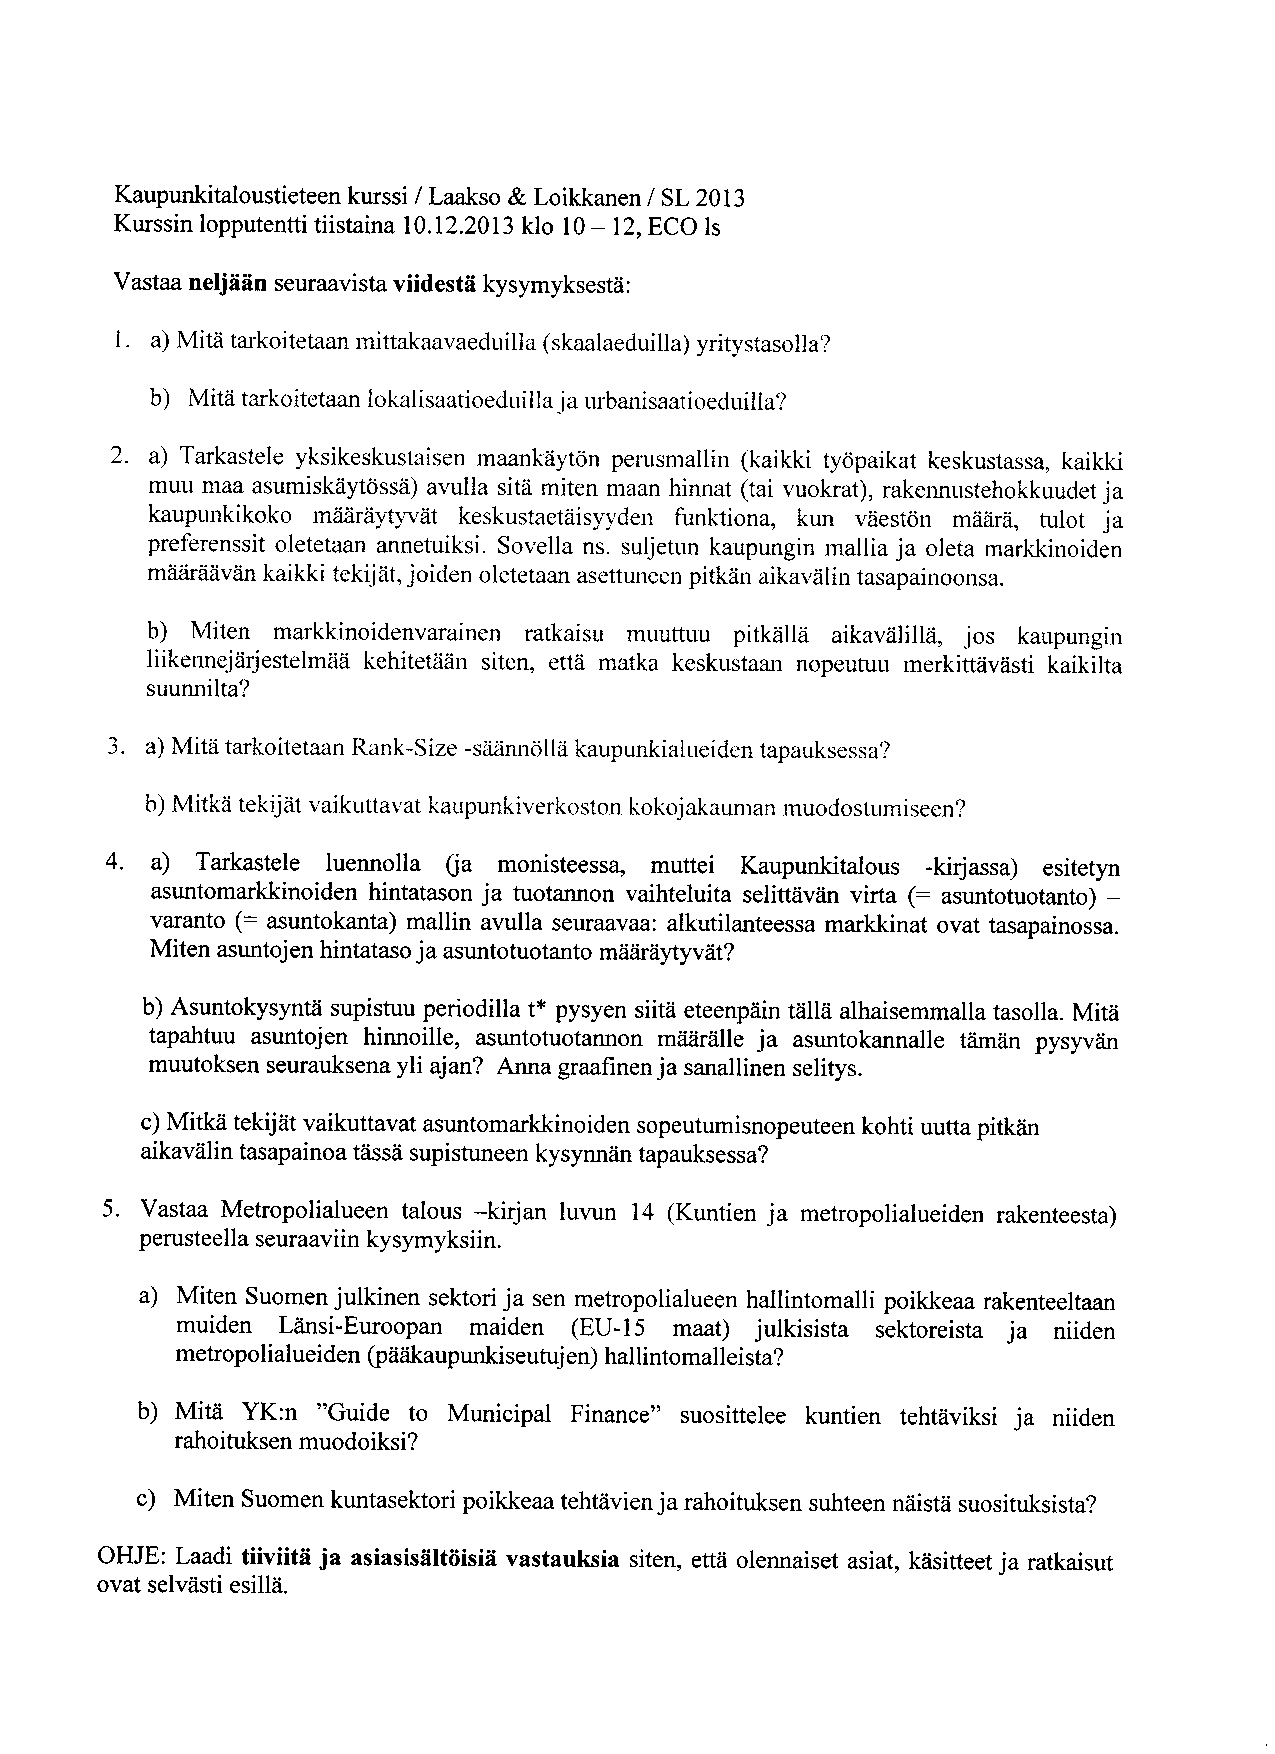 Kaupunkitaloustieteen kurssi / Laakso & Loikkanen / SL 2013
Kurssin lopputentti tiistaina 10.12.2013 klo 10 – 12, ECO ls
Vastaa neljään seuraavista viidestä kysymyksestä:
1. a) Mitä tarkoitetaan mittakaavaeduilla (skaalaeduilla) yritystasolla?
b) Mitä tarkoitetaan lokalisaatioeduilla ja urbanisaatioeduilla?
2. a) Tarkastele yksikeskustaisen maankäytön perusmallin (kaikki työpaikat keskustassa, kaikki
muu maa asumiskäytössä) avulla sitä miten maan hinnat (tai vuokrat), rakennustehokkuudet ja
kaupunkikoko määräytyvät keskustaetäisyyden funktiona, kun väestön määrä, tulot ja
preferenssit oletetaan annetuiksi. Sovella ns. suljetun kaupungin mallia ja oleta markkinoiden
määräävän kaikki tekijät, joiden oletetaan asettuneen pitkän aikavälin tasapainoonsa.
b) Miten markkinoidenvarainen ratkaisu muuttuu pitkällä aikavälillä, jos kaupungin
liikennejärjestelmää kehitetään siten, että matka keskustaan nopeutuu merkittävästi kaikilta
suunnilta?
3. a) Mitä tarkoitetaan Rank-Size -säännöllä kaupunkialueiden tapauksessa?
b) Mitkä tekijät vaikuttavat kaupunkiverkoston kokojakauman muodostumiseen?
4. a) Tarkastele luennolla (ja monisteessa, muttei Kaupunkitalous -kirjassa) esitetyn
asuntomarkkinoiden hintatason ja tuotannon vaihteluita selittävän virta (= asuntotuotanto) –
varanto (= asuntokanta) mallin avulla seuraavaa: alkutilanteessa markkinat ovat tasapainossa.
Miten asuntojen hintataso ja asuntotuotanto määräytyvät?
b) Asuntokysyntä supistuu periodilla t* pysyen siitä eteenpäin tällä alhaisemmalla tasolla. Mitä
tapahtuu asuntojen hinnoille, asuntotuotannon määrälle ja asuntokannalle tämän pysyvän
muutoksen seurauksena yli ajan? Anna graafinen ja sanallinen selitys.
c) Mitkä tekijät vaikuttavat asuntomarkkinoiden sopeutumisnopeuteen kohti uutta pitkän
aikavälin tasapainoa tässä supistuneen kysynnän tapauksessa?
5. Vastaa Metropolialueen talous –kirjan luvun 14 (Kuntien ja metropolialueiden rakenteesta)
perusteella seuraaviin kysymyksiin.
a) Miten Suomen julkinen sektori ja sen metropolialueen hallintomalli poikkeaa rakenteeltaan
muiden Länsi-Euroopan maiden (EU-15 maat) julkisista sektoreista ja niiden
metropolialueiden (pääkaupunkiseutujen) hallintomalleista?
b) Mitä YK:n ”Guide to Municipal Finance” suosittelee kuntien tehtäviksi ja niiden
rahoituksen muodoiksi?
c) Miten Suomen kuntasektori poikkeaa tehtävien ja rahoituksen suhteen näistä suosituksista?
OHJE: Laadi tiiviitä ja asiasisältöisiä vastauksia siten, että olennaiset asiat, käsitteet ja ratkaisut
ovat selvästi esillä.